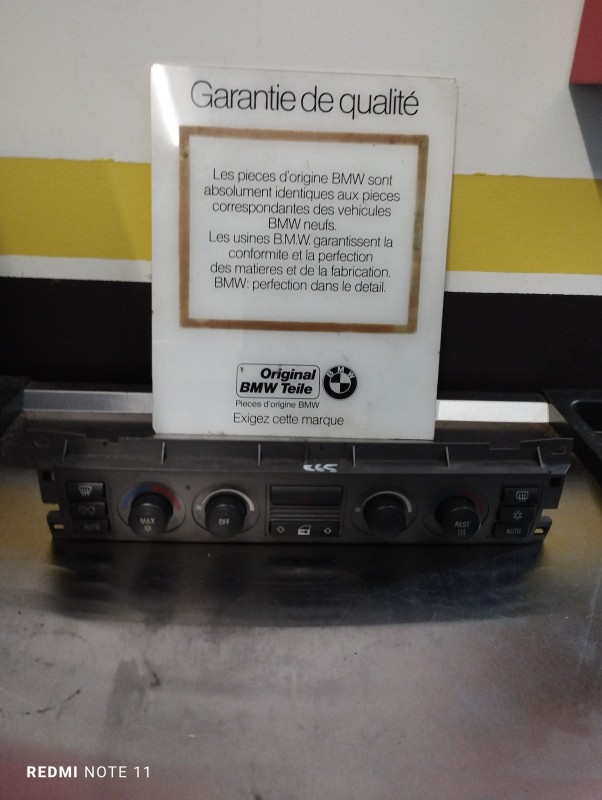 Garantie de qualité
Les pieces d'origine BMW sont
absolument identiques aux pieces
correspondantes des vehicules
BMW neufs.
Les usines B.M.W. garantissent la
conformite et la perfection
des matieres et de la fabrication.
BMW: perfection dans le detail.
Original
BMW Teile
BMW
Pieces d'origine BMW
Exigez cette marque
MAX
OFF
REST
AUTO
AUTO
REDMI NOTE 11